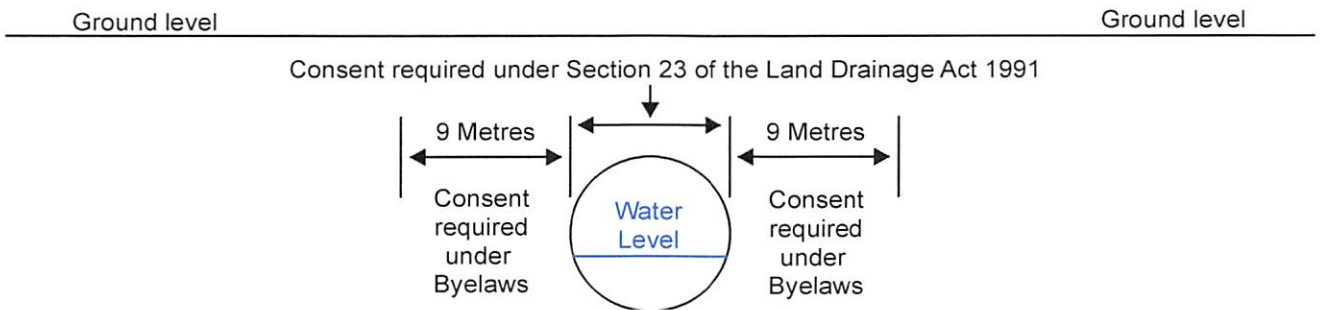 Ground level
Ground level
Consent required under Section 23 of the Land Drainage Act 1991
9 Metres
9 Metres
Consent
required
under
Byelaws
Water
Level
Consent
required
under
Byelaws